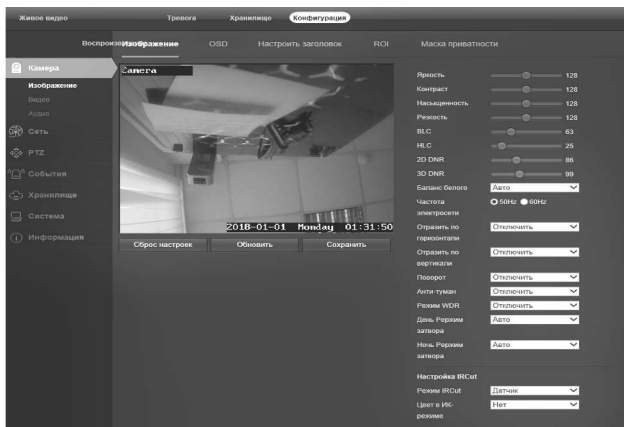 Живое видео
Тревога
Хранилище
Конфигурация
Воспроизведение
Изображение
OSD
Настроить заголовок
ROI
Маска приватности
Камера
Изображение
Видео
Аудио
Сеть
PTZ
События
Хранилище
Система
Информация
Camera
2018-01-01 Monday 01:31:50
Сброс настроек
Обновить
Сохранить
Яркость 128
Контраст 128
Насыщенность 128
Резкость 128
BLC 63
HLC 25
2D DNR 86
3D DNR 99
Баланс белого Авто
Частота
электросети
50Hz 60Hz
Отразить по
горизонтали
Отключить
Отразить по
вертикали
Отключить
Поворот Отключить
Анти-туман Отключить
Режим WDR Отключить
День Рержим
затвора
Авто
Ночь Рержим
затвора
Авто
Настройка IRCut
Режим IRCut Датчик
Цвет в ИК-
режиме
Нет